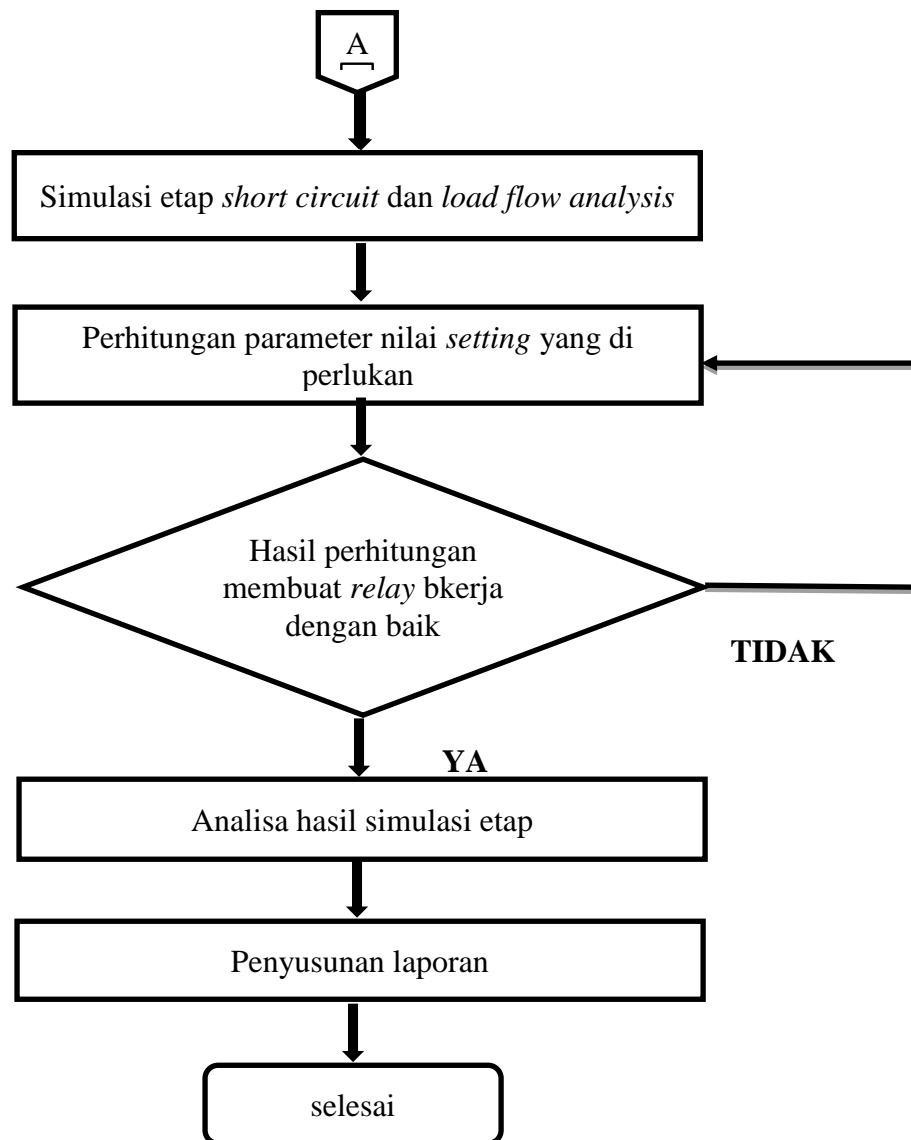 A
Simulasi etap short circuit dan load flow analysis
Perhitungan parameter nilai setting yang di
perlukan
Hasil perhitungan
membuat relay bkerja
dengan baik
TIDAK
YA
Analisa hasil simulasi etap
Penyusunan laporan
selesai